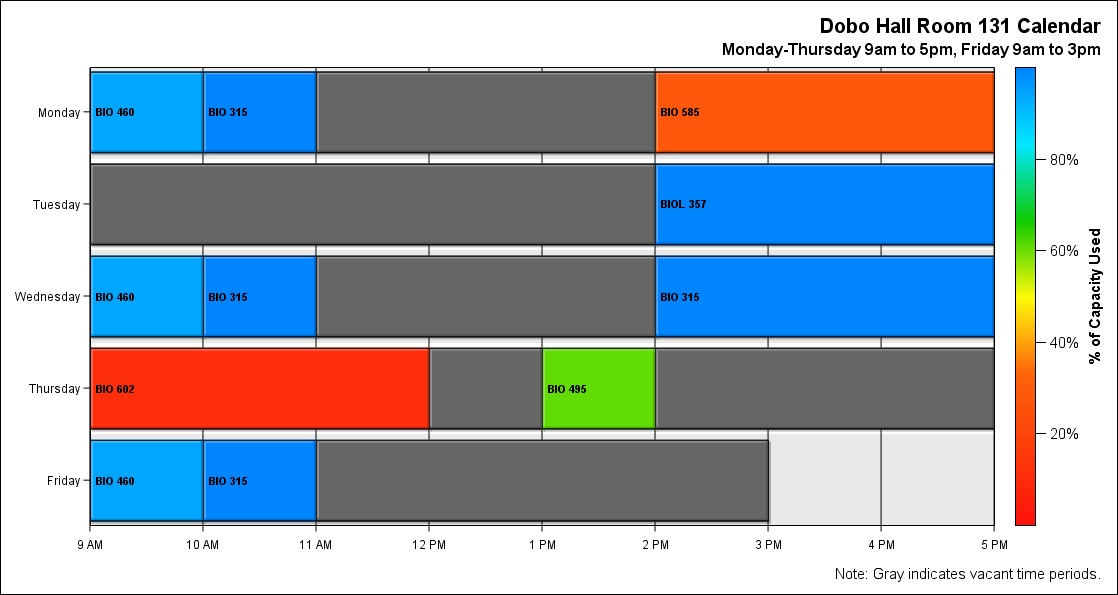 Dobo Hall Room 131 Calendar
Monday-Thursday 9am to 5pm, Friday 9am to 3pm
Monday
BIO 460
BIO 315
BIO 585
Tuesday
BIOL 357
Wednesday
BIO 460
BIO 315
BIO 315
Thursday
BIO 602
BIO 495
Friday
BIO 460
BIO 315
9 AM
10 AM
11 AM
12 PM
1 PM
2 PM
3 PM
4 PM
5 PM
80%
60%
40%
20%
% of Capacity Used
Note: Gray indicates vacant time periods.